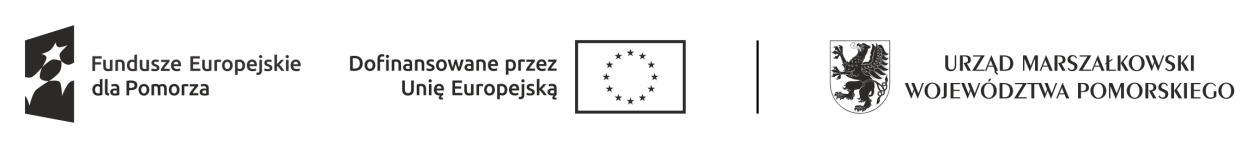 Fundusze Europejskie
dla Pomorza
Dofinansowane przez
Unię Europejską
URZĄD MARSZAŁKOWSKI
WOJEWÓDZTWA POMORSKIEGO